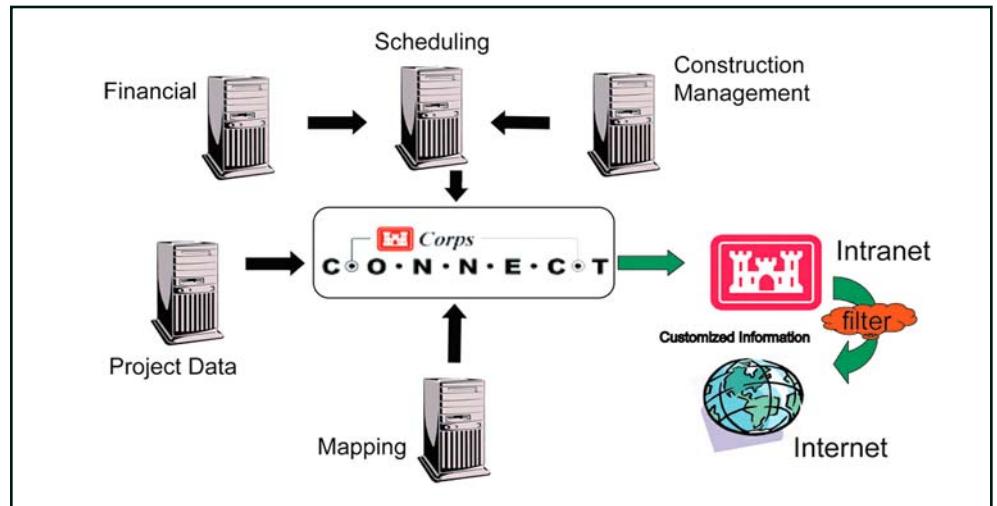 Scheduling
Financial
Construction
Management
Corps
C•O•N•N•E•C•T
Project Data
Mapping
Intranet
filter
Customized Information
Internet